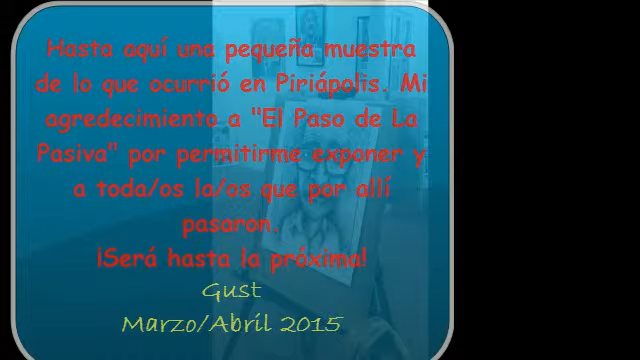 Hasta aquí una pequeña muestra
de lo que ocurrió en Piriápolis. Mi
agredecimiento a "El Paso de La
Pasiva" por permitirme exponer y
a toda/os la/os que por allí
pasaron.
¡Será hasta la próxima!
Gust
Marzo/Abril 2015